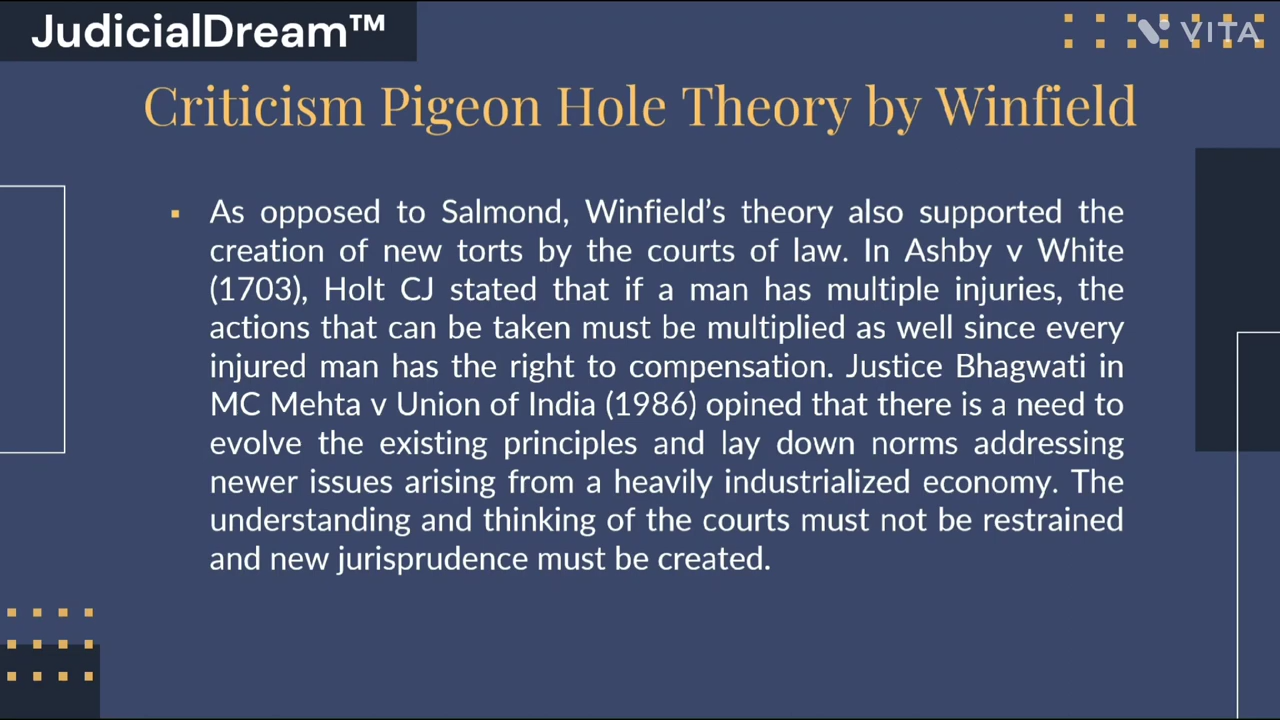 JudicialDream™
VITA
Criticism Pigeon Hole Theory by Winfield
As opposed to Salmond, Winfield's theory also supported the
creation of new torts by the courts of law. In Ashby v White
(1703), Holt CJ stated that if a man has multiple injuries, the
actions that can be taken must be multiplied as well since every
injured man has the right to compensation. Justice Bhagwati in
MC Mehta v Union of India (1986) opined that there is a need to
evolve the existing principles and lay down norms addressing
newer issues arising from a heavily industrialized economy. The
understanding and thinking of the courts must not be restrained
and new jurisprudence must be created.